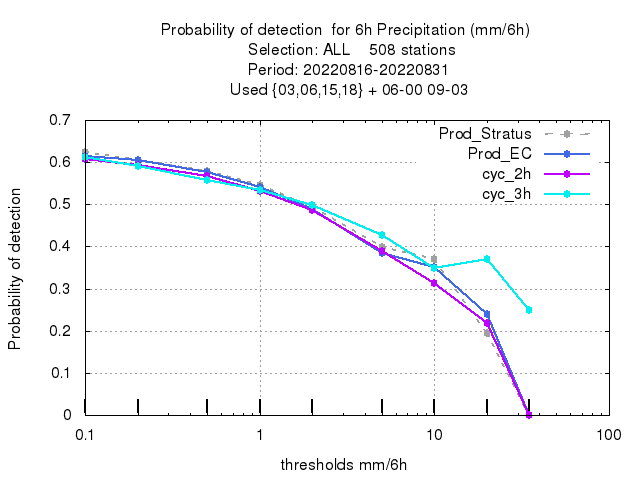 Probability of detection  for 6h Precipitation (mm/6h)
Selection: ALL    508 stations
Period: 20220816-20220831
Used {03,06,15,18} + 06-00 09-03
Probability of detection
0.7
0.6
0.5
0.4
0.3
0.2
0.1
0
Prod_Stratus
Prod_EC
cyc_2h
cyc_3h
0.1 1 10 100
thresholds mm/6h